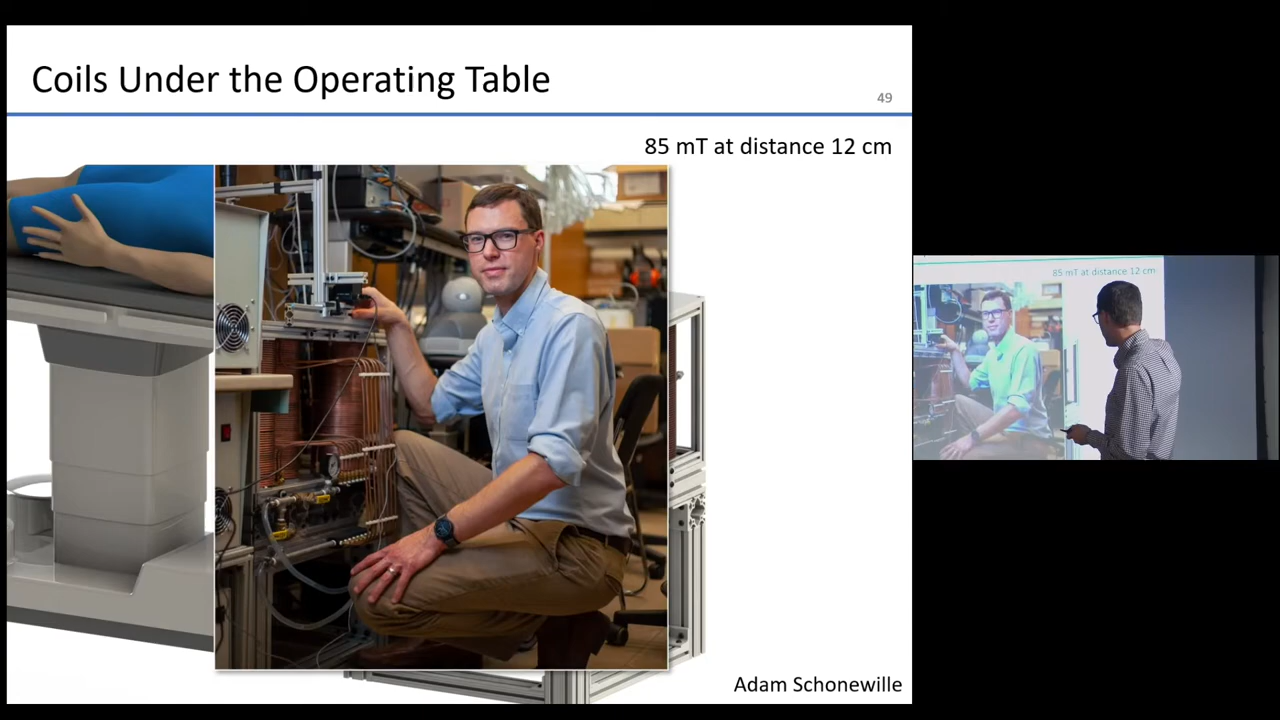 Coils Under the Operating Table
49
85 mT at distance 12 cm
85 mT at distance 12 cm
Adam Schonewille